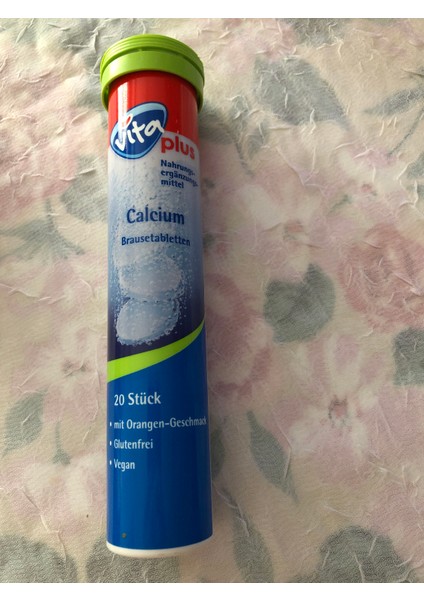 Vita
plus
Nahrungs-
ergänzungs-
mittel
Calcium
Brausetabletten
20 Stück
• mit Orangen-Geschmack
• Glutenfrei
• Vegan